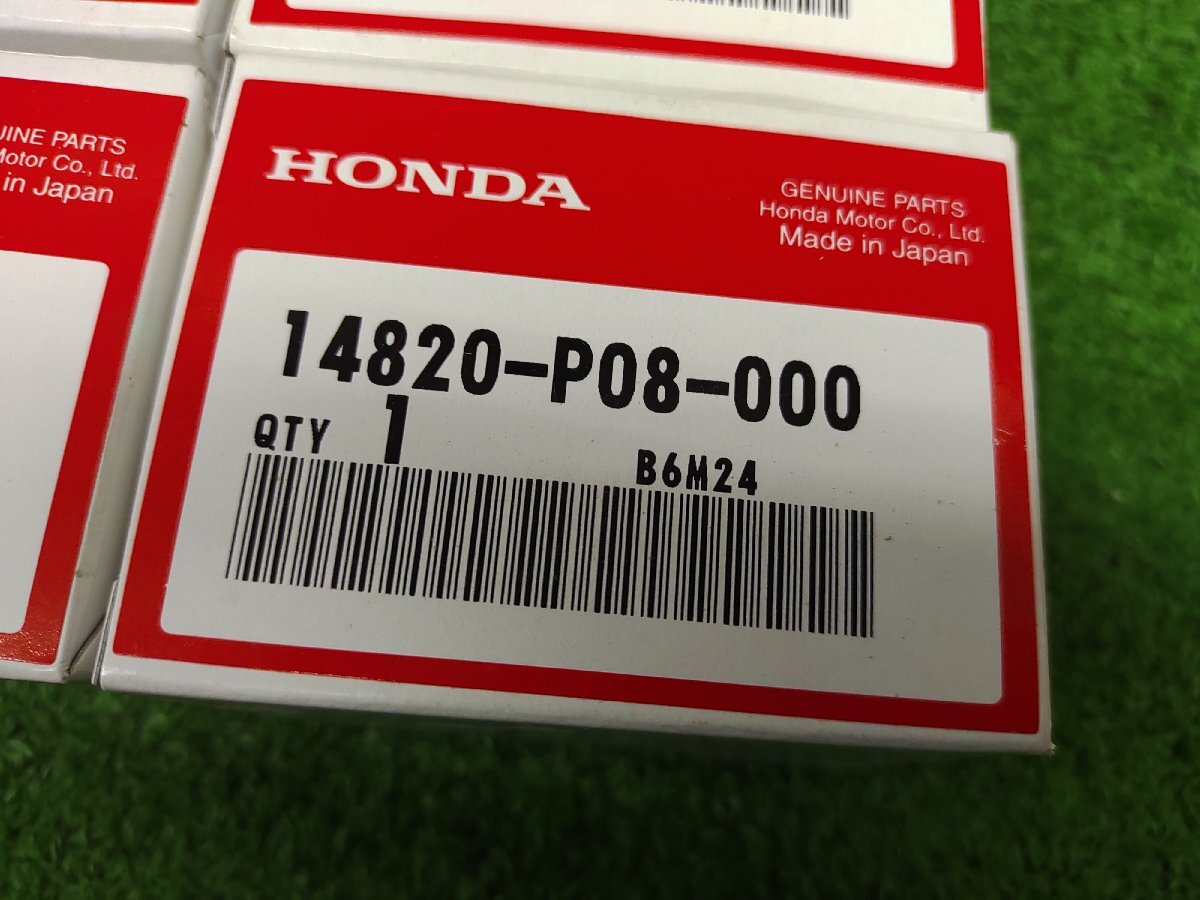 HONDA
GENUINE PARTS
Honda Motor Co., Ltd.
Made in Japan
14820-P08-000
QTY 1
B6M24
PARTS
Motor Co., Ltd.
in Japan